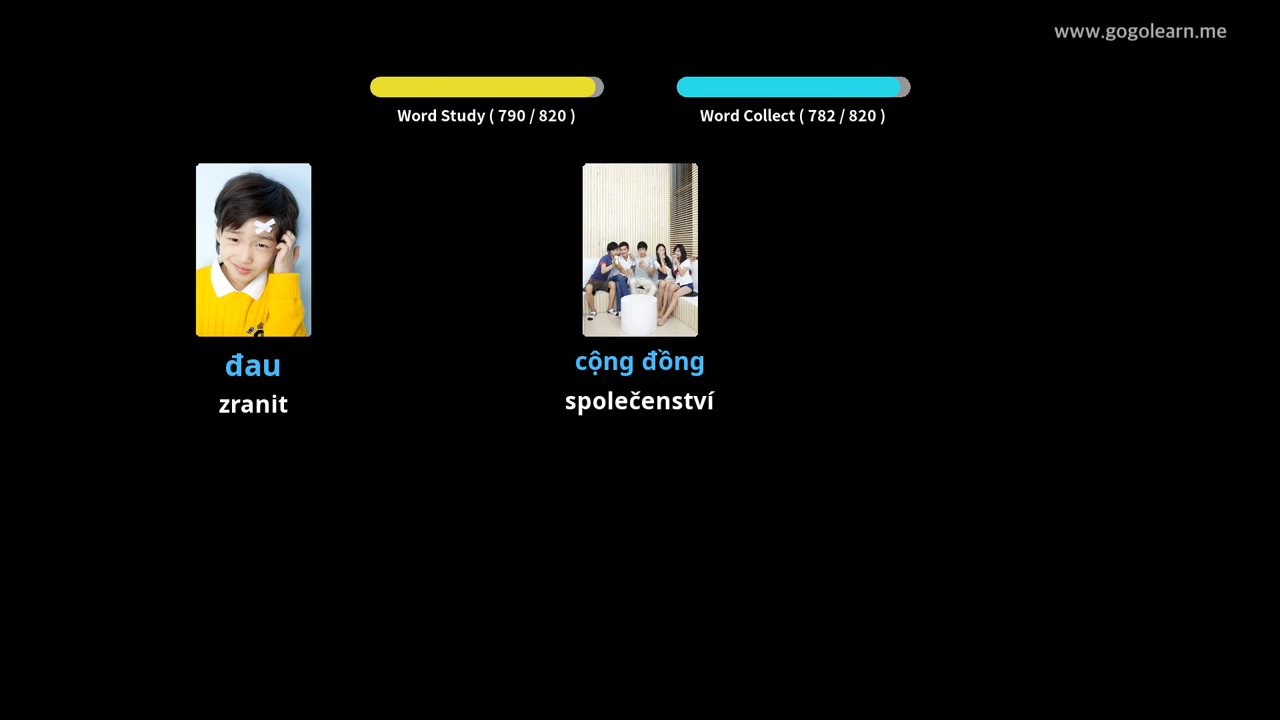 www.gogolearn.me
Word Study ( 790 / 820 )
Word Collect ( 782 / 820 )
đau
zranit
cộng đồng
společenství